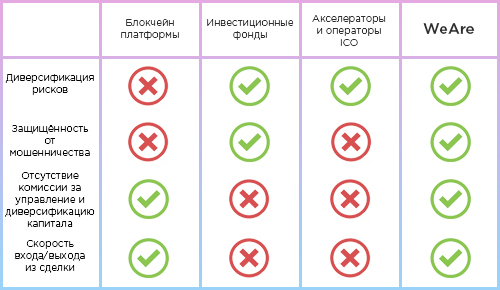 Блокчейн
платформы
Инвестиционные
фонды
Акселераторы
и операторы
ICO
WeAre
Диверсификация
рисков
Защищённость
от
мошенничества
Отсутствие
комиссии за
управление и
диверсификацию
капитала
Скорость
входа/выхода
из сделки